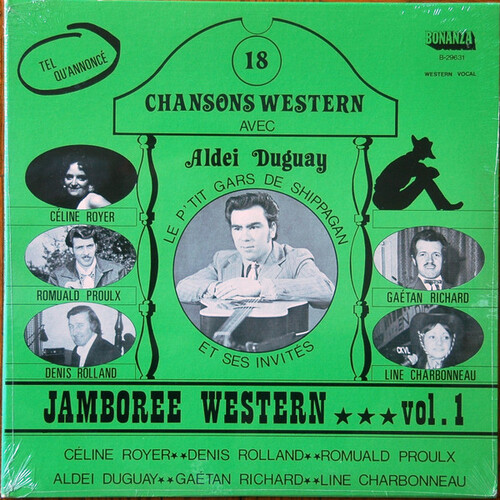 TEL
QU'ANNONCÉ
18
BONANZA
B-29631
WESTERN VOCAL
CHANSONS WESTERN
AVEC
Aldei Duguay
LE P'TIT GARS DE SHIPPAGAN
ET SES INVITÉS
CÉLINE ROYER
ROMUALD PROULX
DENIS ROLLAND
GAÉTAN RICHARD
LINE CHARBONNEAU
JAMBOREE WESTERN ★★★ vol. 1
CÉLINE ROYER★★DENIS ROLLAND★★ROMUALD PROULX
ALDEI DUGUAY★★GAÉTAN RICHARD★★LINE CHARBONNEAU